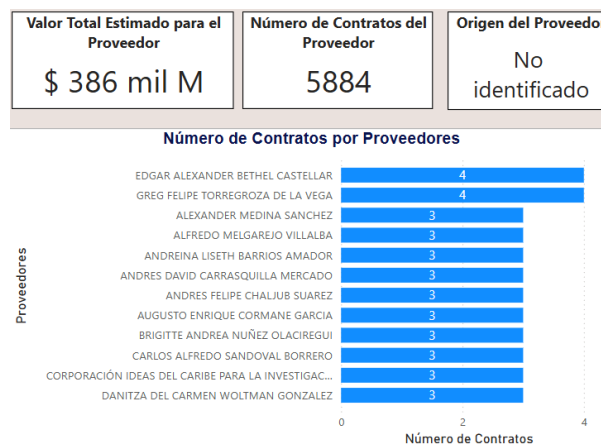 Valor Total Estimado para el
Proveedor
$ 386 mil M
Número de Contratos del
Proveedor
5884
Origen del Proveedo
No
identificado
Número de Contratos por Proveedores
Proveedores
EDGAR ALEXANDER BETHEL CASTELLAR 4
GREG FELIPE TORREGROZA DE LA VEGA 4
ALEXANDER MEDINA SANCHEZ 3
ALFREDO MELGAREJO VILLALBA 3
ANDREINA LISETH BARRIOS AMADOR 3
ANDRES DAVID CARRASQUILLA MERCADO 3
ANDRES FELIPE CHALJUB SUAREZ 3
AUGUSTO ENRIQUE CORMANE GARCIA 3
BRIGITTE ANDREA NUÑEZ OLACIREGUI 3
CARLOS ALFREDO SANDOVAL BORRERO 3
CORPORACIÓN IDEAS DEL CARIBE PARA LA INVESTIGAC... 3
DANITZA DEL CARMEN WOLTMAN GONZALEZ 3
0 2 4
Número de Contratos